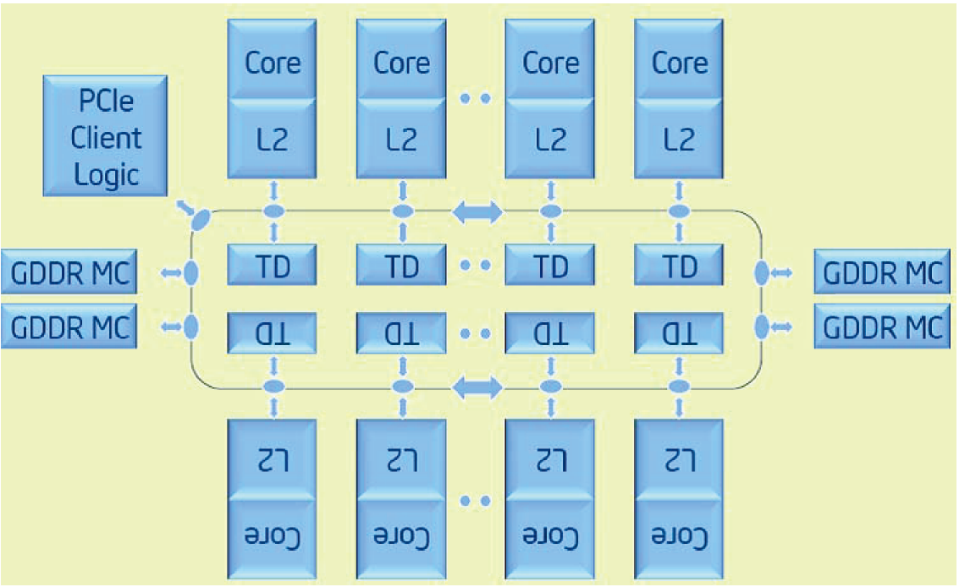 Core Core Core Core
PCIe
Client
Logic
L2 L2 L2 L2
GDDR MC TD TD TD TD GDDR MC
GDDR MC TD TD TD TD GDDR MC
L2 L2 L2 L2
Core Core Core Core